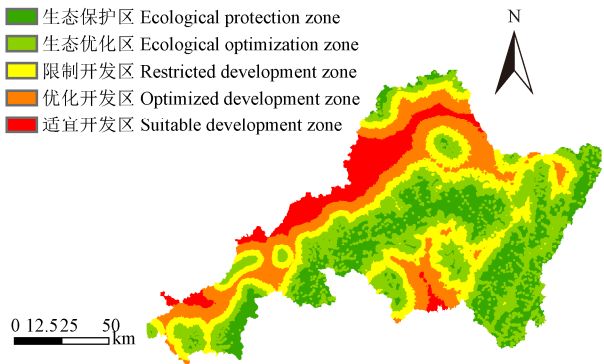 生态保护区 Ecological protection zone
N
生态优化区 Ecological optimization zone
限制开发区 Restricted development zone
优化开发区 Optimized development zone
适宜开发区 Suitable development zone
0 12.525 50
km